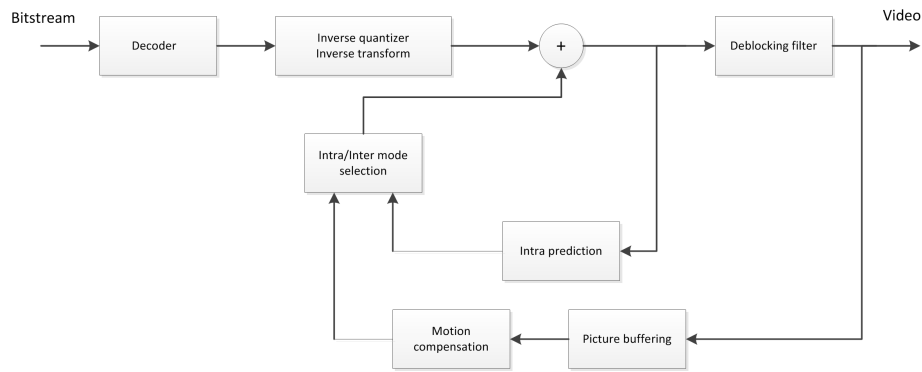 Bitstream
Video
Decoder
Inverse quantizer
Inverse transform
+
Deblocking filter
Intra/Inter mode
selection
Intra prediction
Motion
compensation
Picture buffering